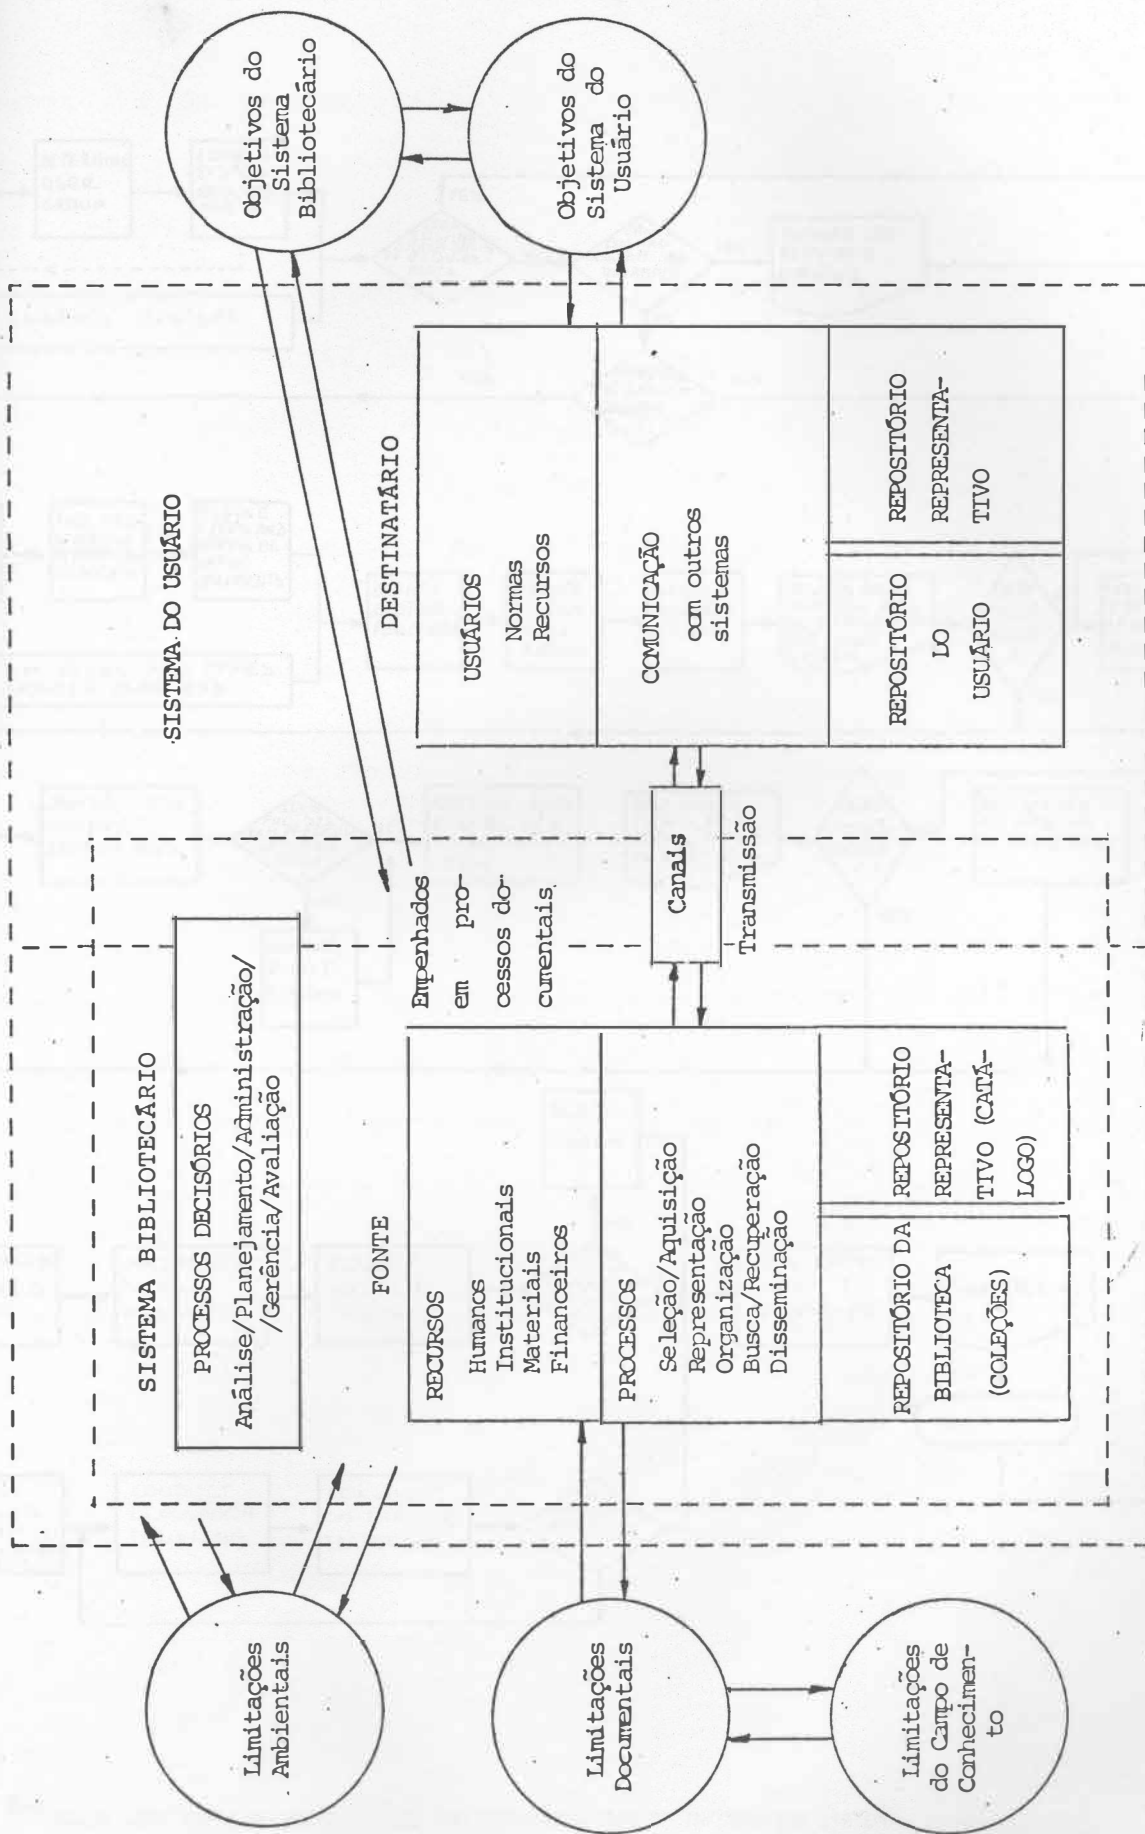 Limitações
Ambientais
Limitações
Documentais
Limitações
do Campo de
Conhecimen-
to
SISTEMA BIBLIOTECÁRIO
PROCESSOS DECISÓRIOS
Análise/Planejamento/Administração/
/Gerência/Avaliação
FONTE
RECURSOS
Humanos
Institucionais
Materiais
Financeiros
PROCESSOS
Seleção/Aquisição
Representação
Organização
Busca/Recuperação
Disseminação
REPOSITÓRIO DA
BIBLIOTECA
(COLEÇÕES)
REPOSITÓRIO
REPRESENTA-
TIVO (CATÁ-
LOGO)
Empenhados
em pro-
cessos do-
cumentais.
Canais
Transmissão
SISTEMA DO USUÁRIO
DESTINATÁRIO
USUÁRIOS
Normas
Recursos
COMUNICAÇÃO
com outros
sistemas
REPOSITÓRIO
LO
USUÁRIO
REPOSITÓRIO
REPRESENTA-
TIVO
Objetivos do
Sistema
Bibliotecário
Objetivos do
Sistema do
Usuário